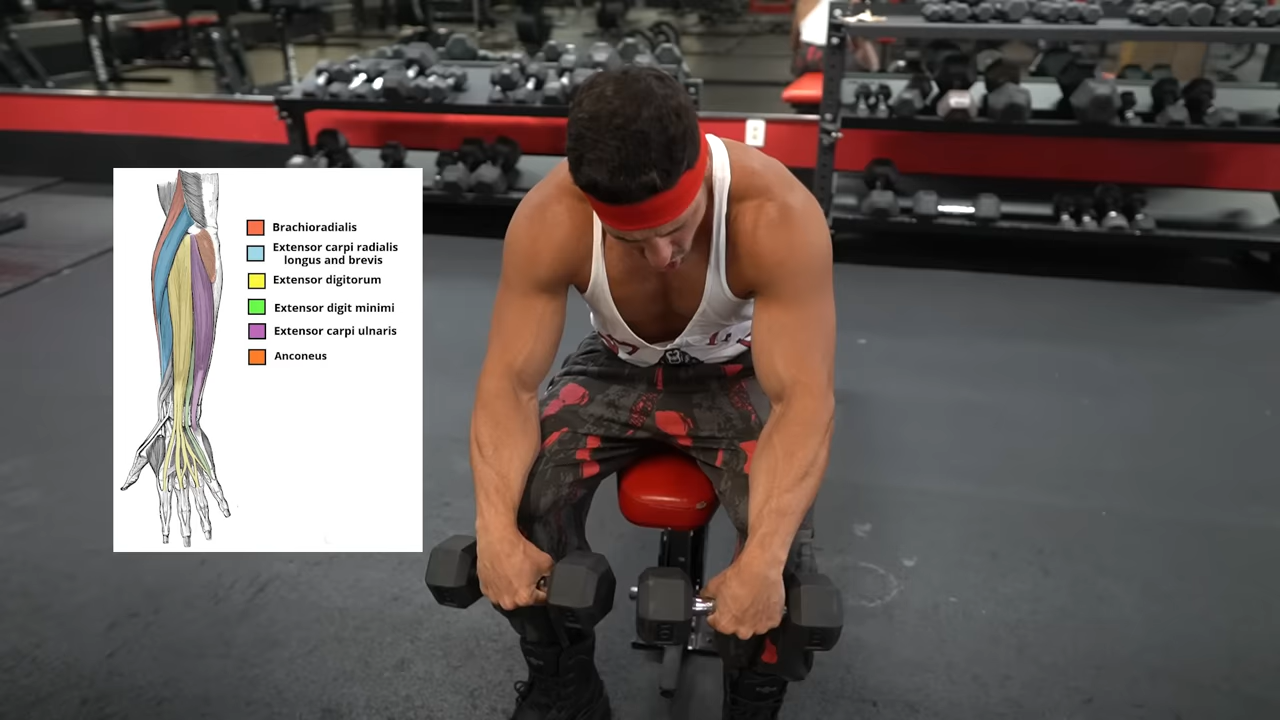 Brachioradialis
Extensor carpi radialis
longus and brevis
Extensor digitorum
Extensor digit minimi
Extensor carpi ulnaris
Anconeus